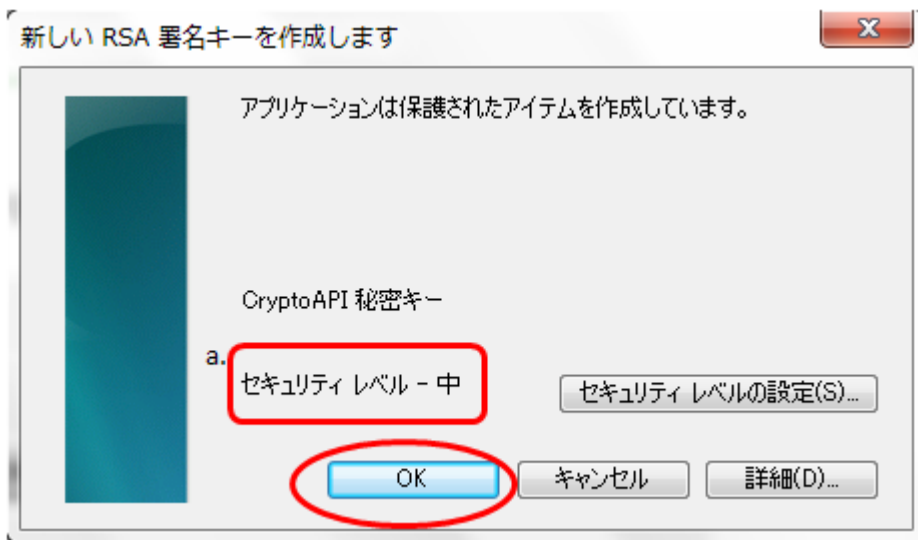 新しい RSA 署名キーを作成します
アプリケーションは保護されたアイテムを作成しています。
CryptoAPI 秘密キー
a.
セキュリティ レベル - 中
セキュリティ レベルの設定(S)...
OK
キャンセル
詳細(D)...